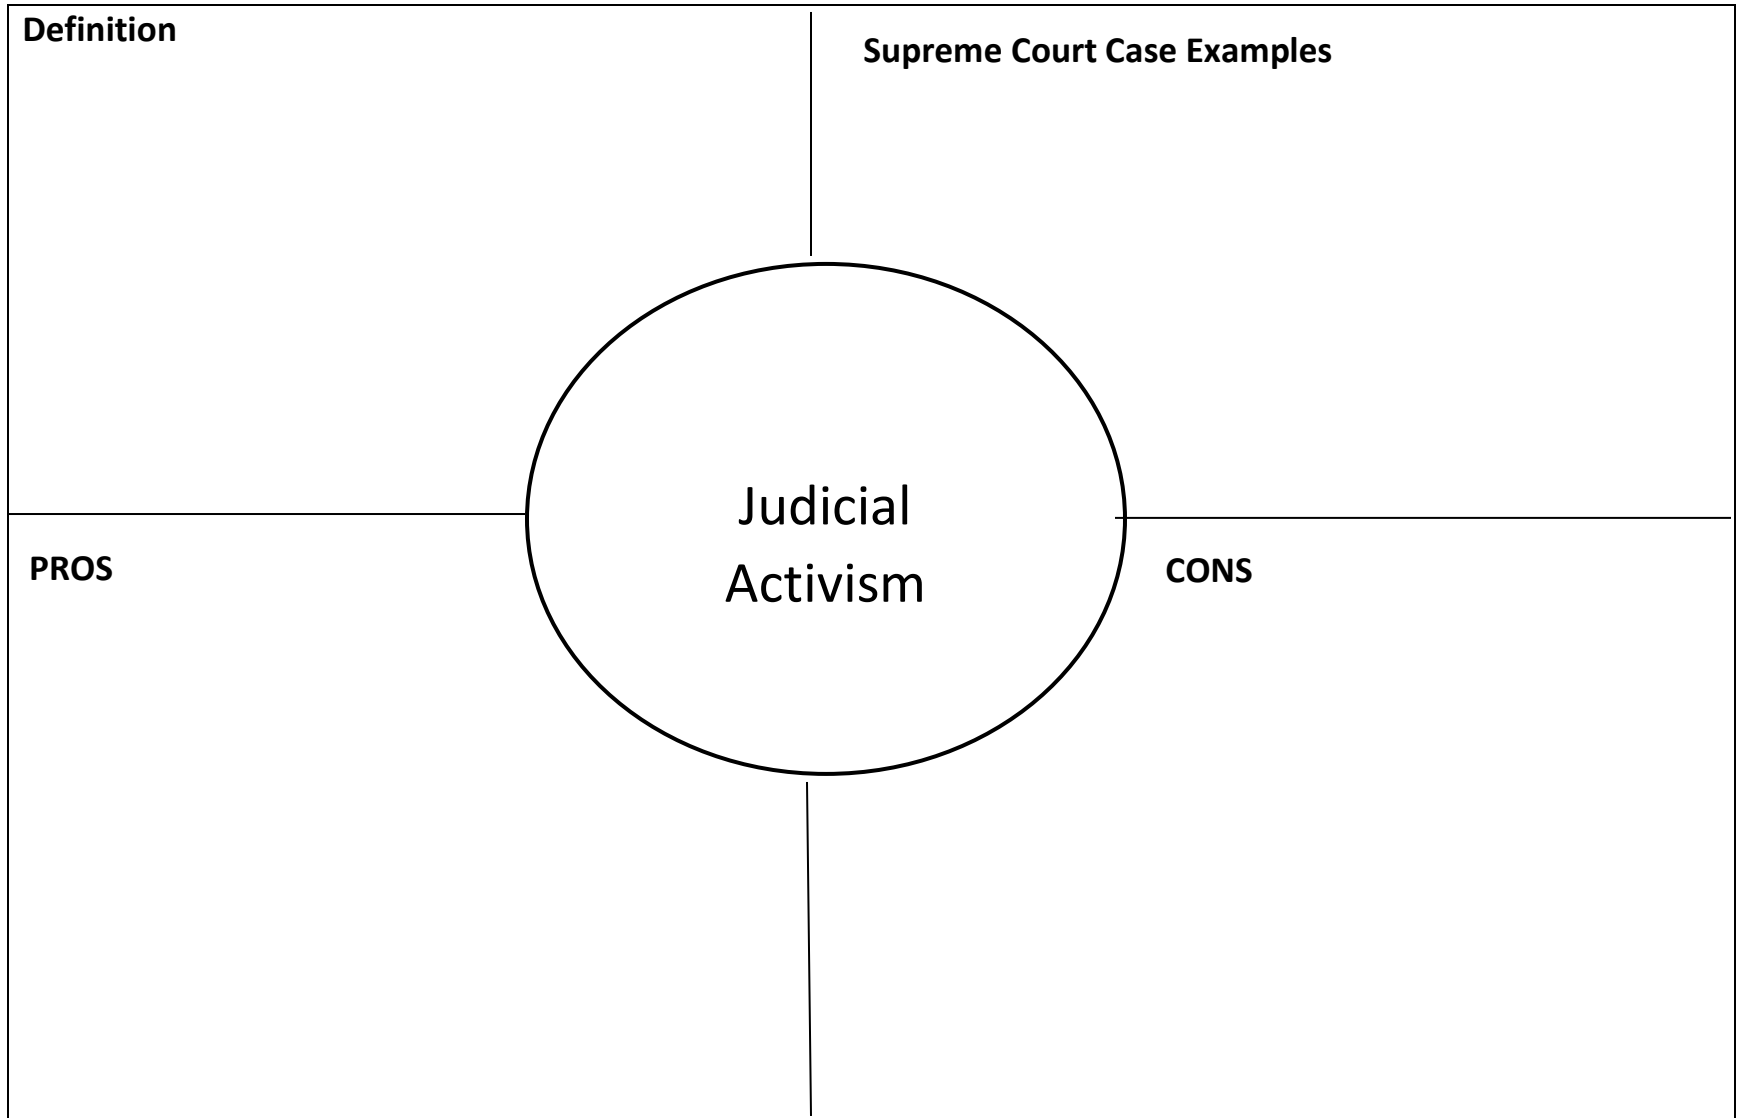 Definition
Supreme Court Case Examples
Judicial
Activism
PROS
CONS